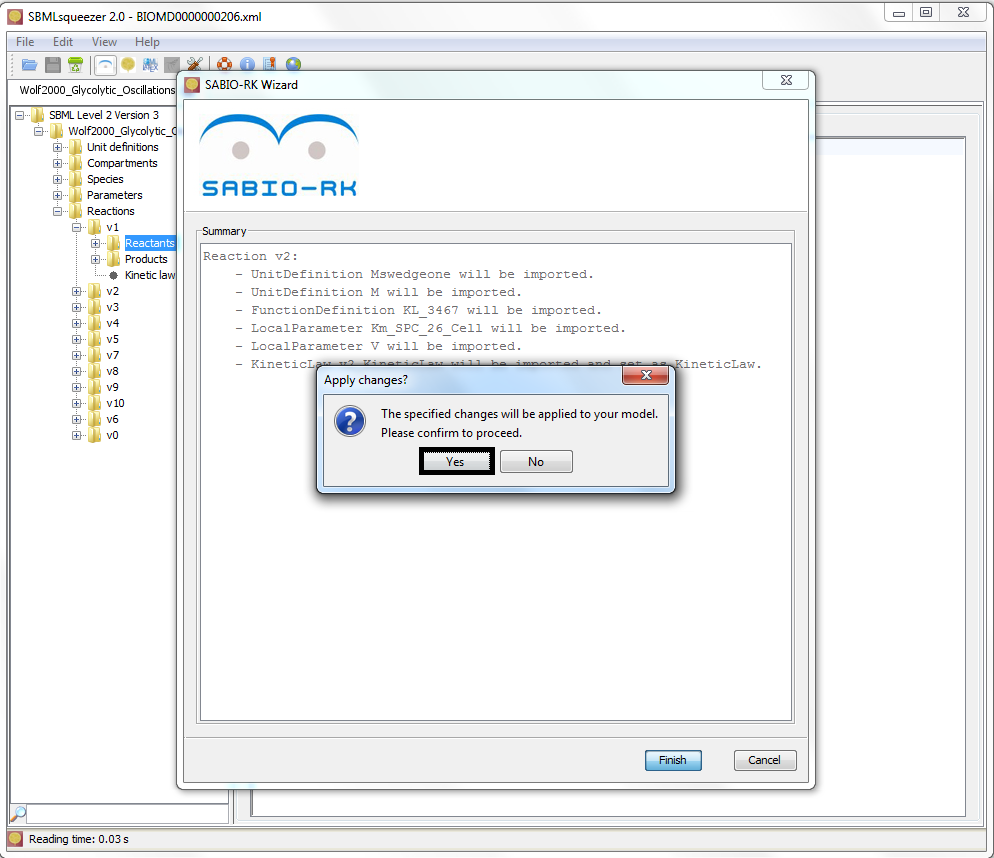 SBMLsqueezer 2.0 - BIOMD0000000206.xml
File Edit View Help
Wolf2000_Glycolytic_Oscillations
SBML Level 2 Version 3
Wolf2000_Glycolytic_O
Unit definitions
Compartments
Species
Parameters
Reactions
v1
Reactants
Products
Kinetic law
v2
v3
v4
v5
v7
v8
v9
v10
v6
v0
Reading time: 0.03 s
SABIO-RK Wizard
SABIO-RK
Summary
Reaction v2:
- UnitDefinition Mswedgeone will be imported.
- UnitDefinition M will be imported.
- FunctionDefinition KL_3467 will be imported.
- LocalParameter Km_SPC_26_Cell will be imported.
- LocalParameter V will be imported.
- KineticLaw v2_KineticLaw will be imported and set as KineticLaw.
Apply changes?
The specified changes will be applied to your model.
Please confirm to proceed.
Yes No
Finish Cancel